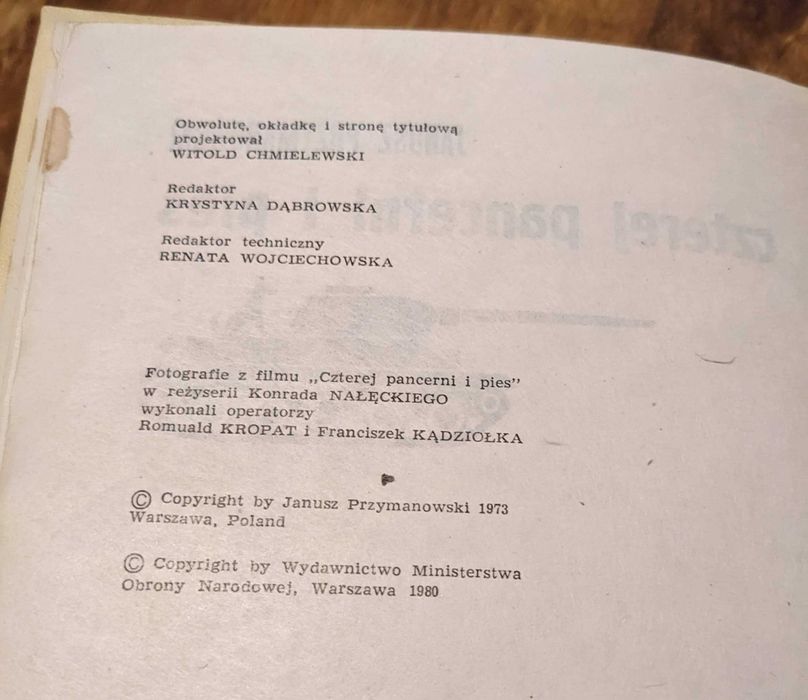 Obwolutę, okładkę i stronę tytułową
projektował
WITOLD CHMIELEWSKI
Redaktor
KRYSTYNA DĄBROWSKA
Redaktor techniczny
RENATA WOJCIECHOWSKA
Fotografie z filmu „Czterej pancerni i pies”
w reżyserii Konrada NAŁĘCKIEGO
wykonali operatorzy
Romuald KROPAT i Franciszek KĄDZIOŁKA
© Copyright by Janusz Przymanowski 1973
Warszawa, Poland
© Copyright by Wydawnictwo Ministerstwa
Obrony Narodowej, Warszawa 1980